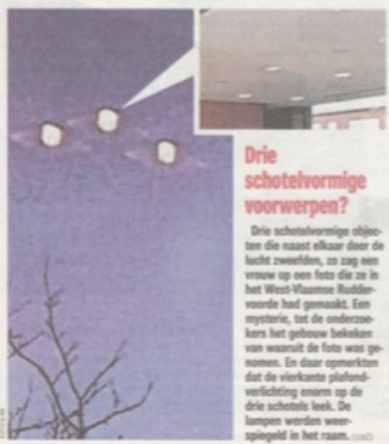 Drie
schotelvormige
voorwerpen?
Drie schotelvormige objec-
ten die naast elkaar door de
lucht zweefden, zo zag een
vrouw op een foto die ze in
het West-Vlaamse Rudder-
voorde had gemaakt. Een
mysterie, tot de onderzoe-
kers het gebouw bekeken
van waaruit de foto was ge-
nomen. En daar opmerkten
dat de vierkante plafond-
verlichting enorm op de
drie schotels leek. De
lampen werden weer-
spiegeld in het raam.